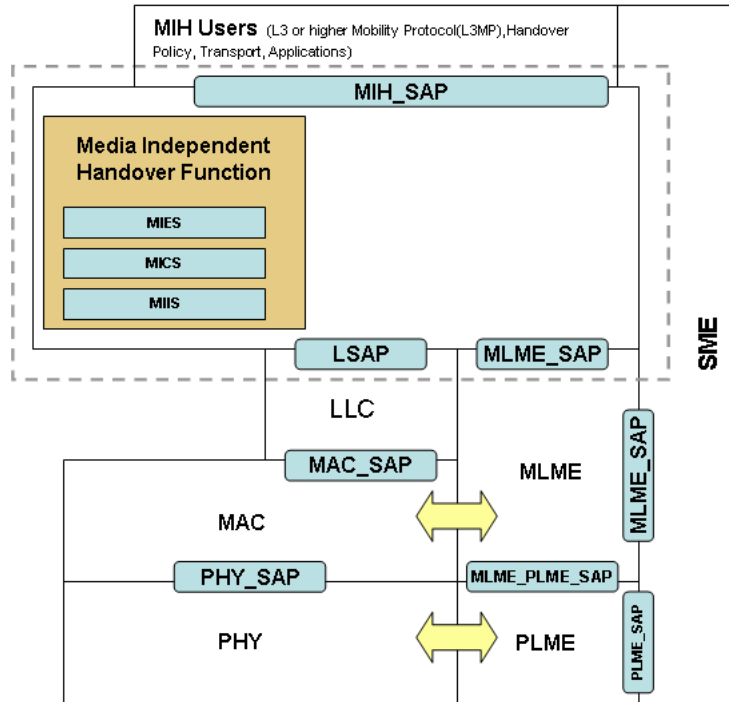 MIH Users (L3 or higher Mobility Protocol(L3MP),Handover
Policy, Transport, Applications)
MIH_SAP
Media Independent
Handover Function
MIES
MICS
MIIS
LSAP
MLME_SAP
SME
LLC
MAC_SAP
MLME
MLME_SAP
MAC
PHY_SAP
MLME_PLME_SAP
PHY
PLME
PLME_SAP